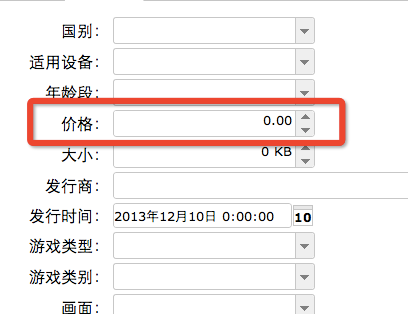 国别：
适用设备：
年龄段：
价格： 0.00
大小： 0 KB
发行商：
发行时间： 2013年12月10日 0:00:00 10
游戏类型：
游戏类别：
画面：